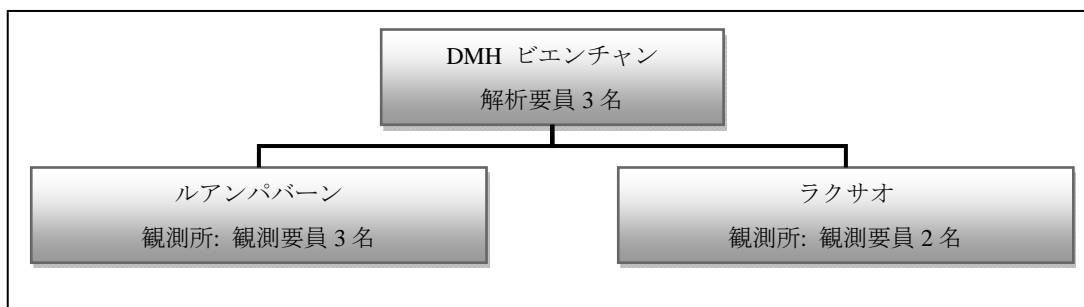 DMH ビエンチャン
解析要員 3 名
ルアンパバーン
観測所: 観測要員 3 名
ラクサオ
観測所: 観測要員 2 名